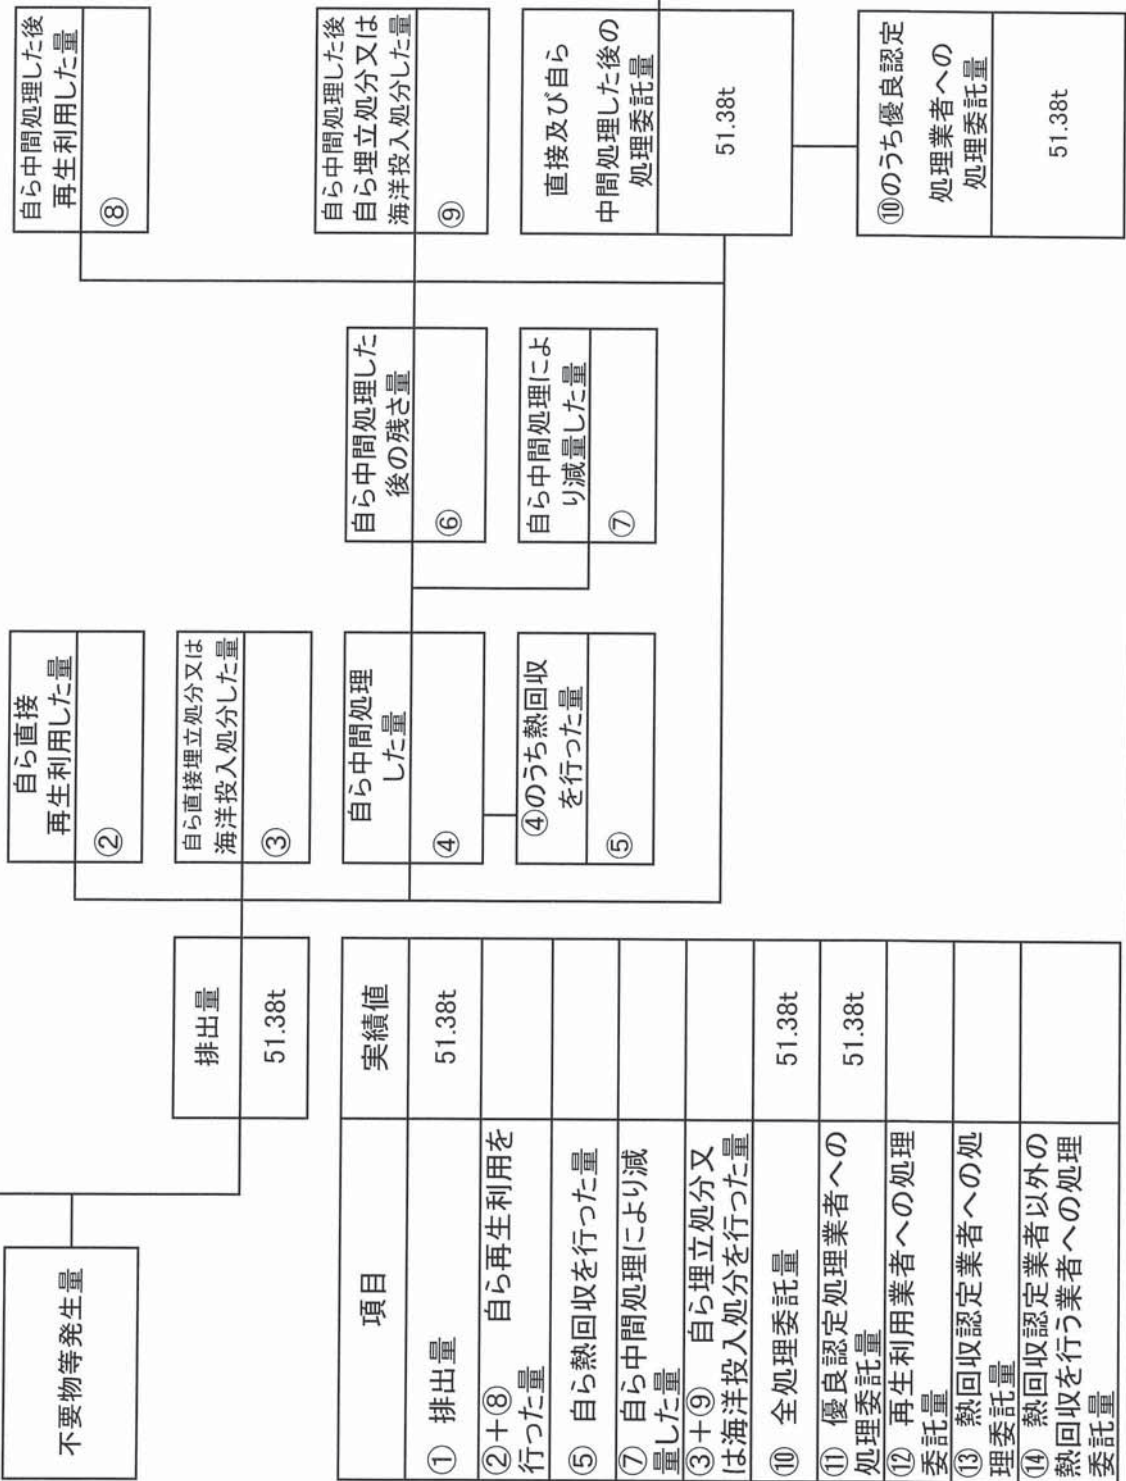 不要物等発生量
排出量
51.38t
自ら直接
再生利用した量
②
自ら直接埋立処分又は
海洋投入処分した量
③
自ら中間処理
した量
④
④のうち熱回収
を行った量
⑤
自ら中間処理した
後の残さ量
⑥
自ら中間処理によ
り減量した量
⑦
自ら中間処理した後
再生利用した量
⑧
自ら中間処理した後
自ら埋立処分又は
海洋投入処分した量
⑨
直接及び自ら
中間処理した後の
処理委託量
51.38t
⑩のうち優良認定
処理業者への
処理委託量
51.38t
項目 実績値
① 排出量 51.38t
②+⑧ 自ら再生利用を
行った量
⑤ 自ら熱回収を行った量
⑦ 自ら中間処理により減
量した量
③+⑨ 自ら埋立処分又
は海洋投入処分を行った量
⑩ 全処理委託量 51.38t
⑪ 優良認定処理業者への
処理委託量 51.38t
⑫ 再生利用業者への処理
委託量
⑬ 熱回収認定業者への処
理委託量
⑭ 熱回収認定業者以外の
熱回収を行う業者への処理
委託量